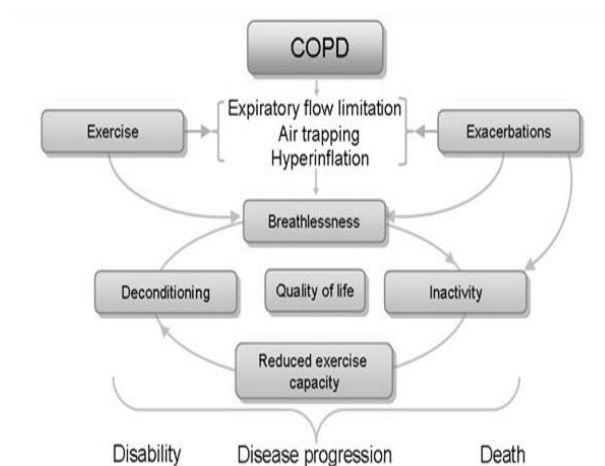 COPD
Expiratory flow limitation
Air trapping
Hyperinflation
Exercise
Exacerbations
Breathlessness
Deconditioning
Quality of life
Inactivity
Reduced exercise
capacity
Disability
Disease progression
Death